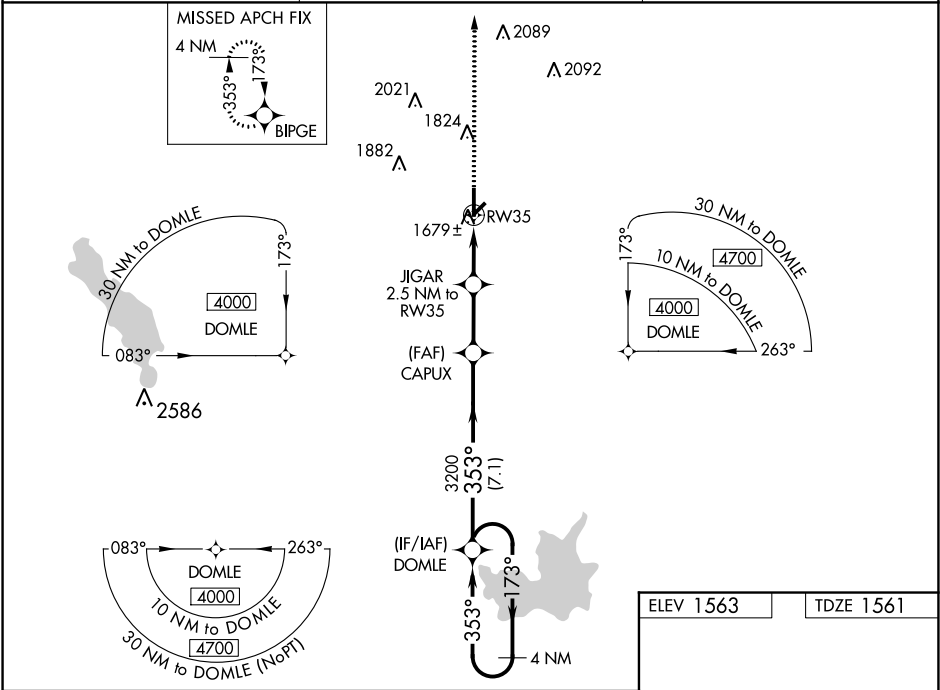 MISSED APCH FIX
4 NM
353°
173°
BIPGE
2089
2092
2021
1824
1882
1679±
RW35
JIGAR
2.5 NM to
RW35
(FAF)
CAPUX
3200
353°
(7.1)
(IF/IAF)
DOMLE
353°
173°
4 NM
30 NM to DOMLE
173°
4000
DOMLE
083°
2586
30 NM to DOMLE
173°
4700
10 NM to DOMLE
4000
DOMLE
263°
083°
263°
DOMLE
4000
10 NM to DOMLE
4700
30 NM to DOMLE (NoPT)
ELEV 1563
TDZE 1561